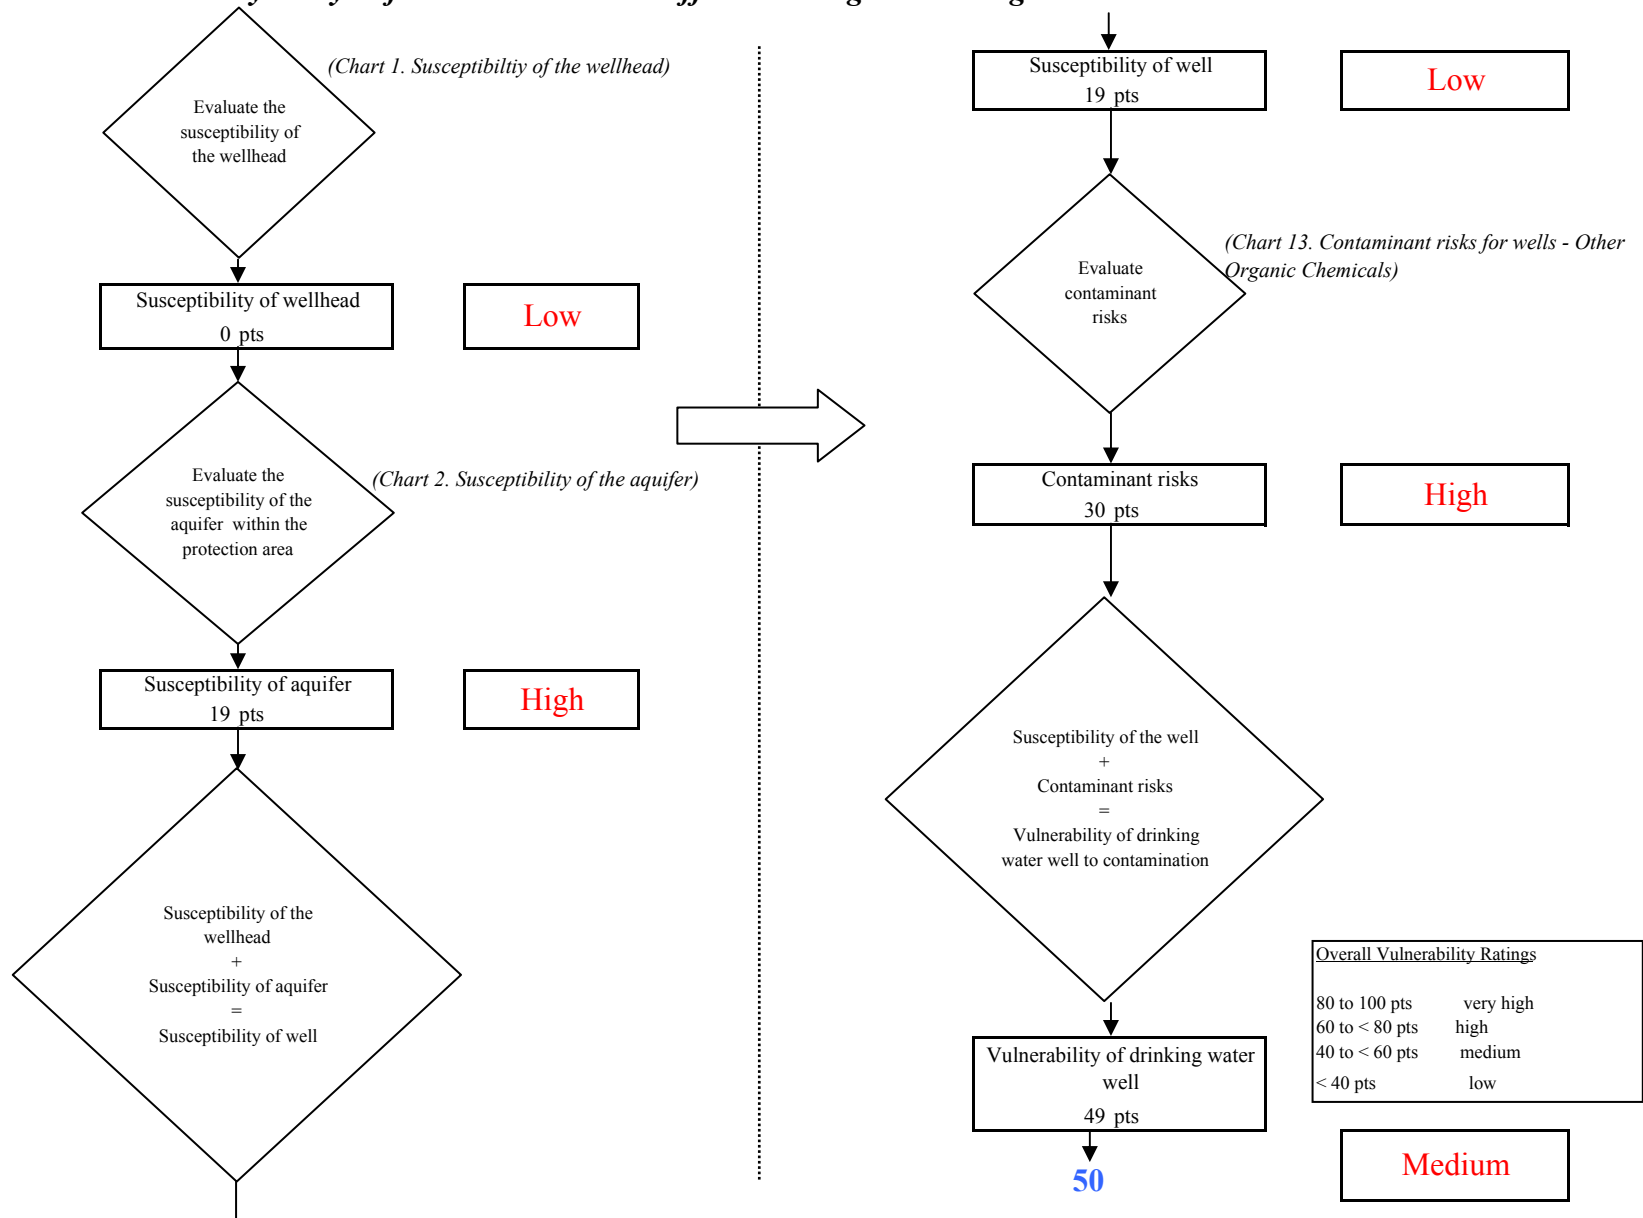 (Chart 1. Susceptibiltiy of the wellhead)
Evaluate the
susceptibility of
the wellhead
Susceptibility of wellhead
0 pts
Low
Evaluate the
susceptibility of the
aquifer within the
protection area
(Chart 2. Susceptibility of the aquifer)
Susceptibility of aquifer
19 pts
High
Susceptibility of the
wellhead
+
Susceptibility of aquifer
=
Susceptibility of well
Susceptibility of well
19 pts
Low
Evaluate
contaminant
risks
(Chart 13. Contaminant risks for wells - Other
Organic Chemicals)
Contaminant risks
30 pts
High
Susceptibility of the well
+
Contaminant risks
=
Vulnerability of drinking
water well to contamination
Overall Vulnerability Ratings
80 to 100 pts very high
60 to < 80 pts high
40 to < 60 pts medium
< 40 pts low
Vulnerability of drinking water
well
49 pts
50
Medium